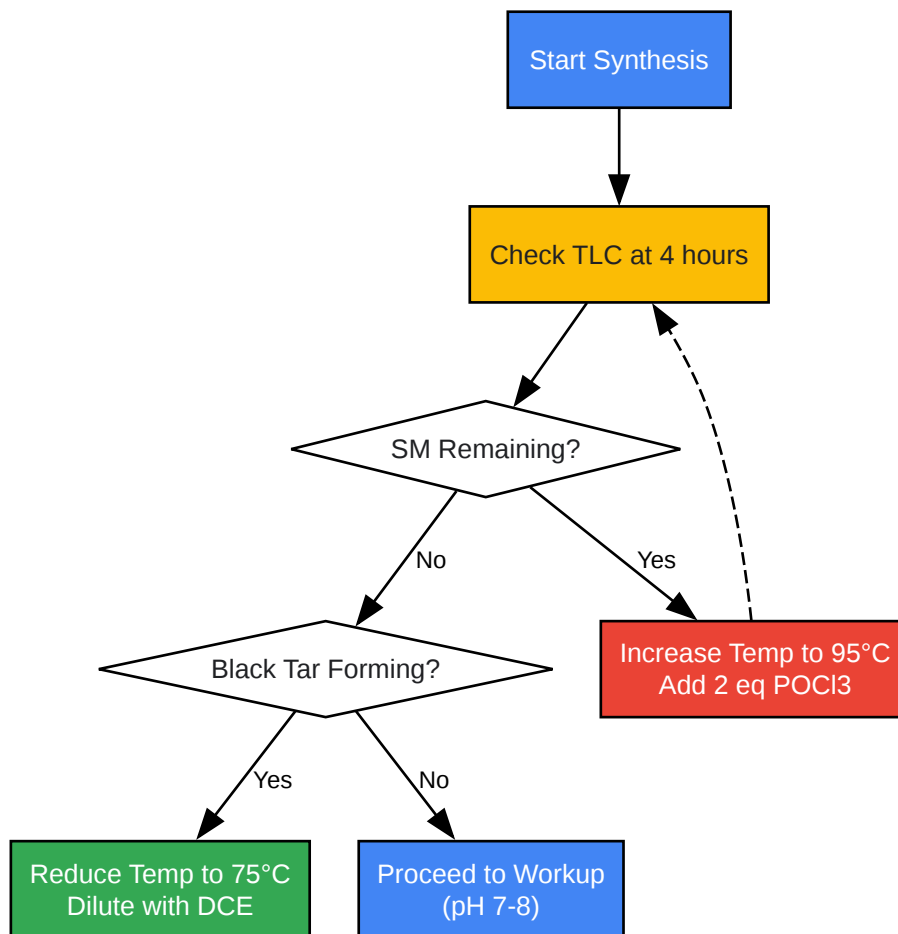 Start Synthesis
Check TLC at 4 hours
SM Remaining?
No
Yes
Black Tar Forming?
Increase Temp to 95°C
Add 2 eq POCl3
Yes
No
Reduce Temp to 75°C
Dilute with DCE
Proceed to Workup
(pH 7-8)